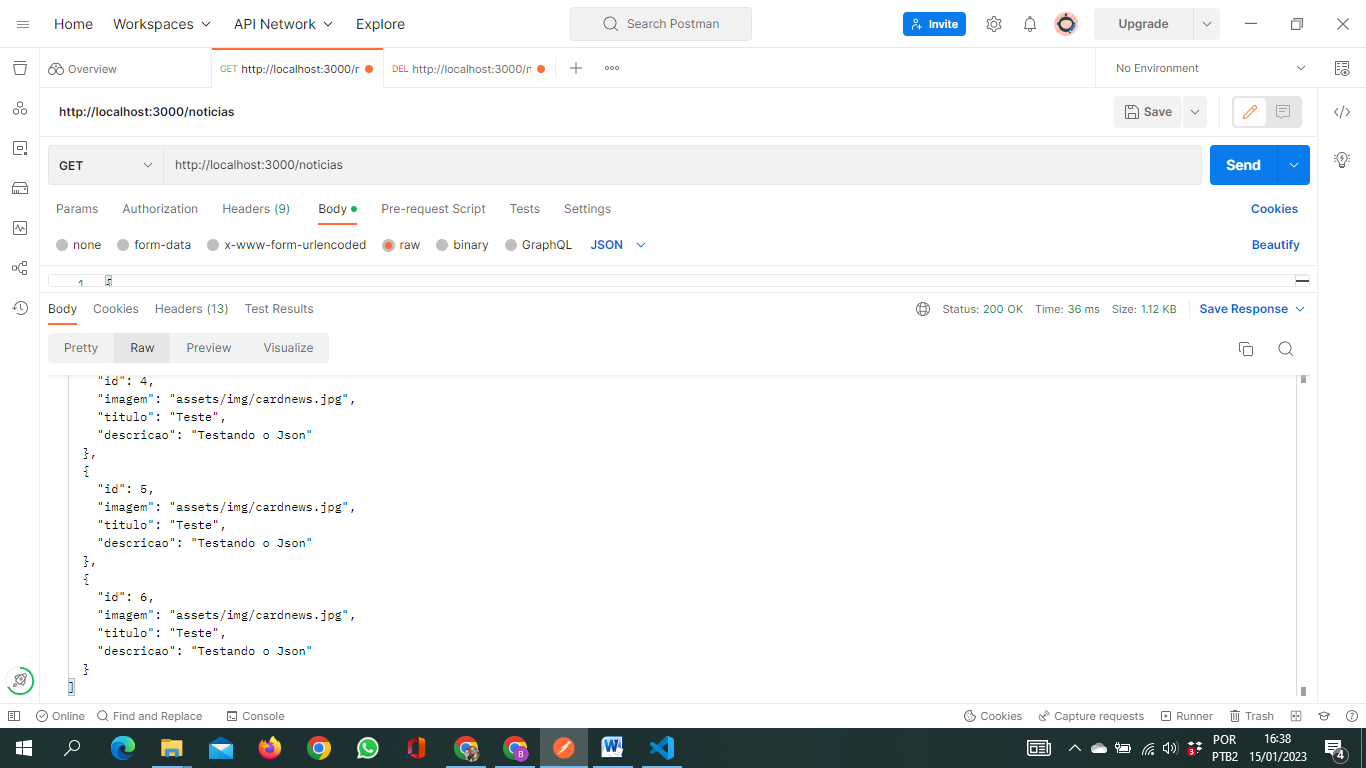 Home Workspaces API Network Explore Search Postman Invite Upgrade
Overview GET http://localhost:3000/r DEL http://localhost:3000/n No Environment
http://localhost:3000/noticias Save
GET http://localhost:3000/noticias Send
Params Authorization Headers (9) Body Pre-request Script Tests Settings Cookies
none form-data x-www-form-urlencoded raw binary GraphQL JSON Beautify
1
Body Cookies Headers (13) Test Results Status: 200 OK Time: 36 ms Size: 1.12 KB Save Response
Pretty Raw Preview Visualize
"id": 4,
"imagem": "assets/img/cardnews.jpg",
"titulo": "Teste",
"descricao": "Testando o Json"
},
{
"id": 5,
"imagem": "assets/img/cardnews.jpg",
"titulo": "Teste",
"descricao": "Testando o Json"
},
{
"id": 6,
"imagem": "assets/img/cardnews.jpg",
"titulo": "Teste",
"descricao": "Testando o Json"
}
]
Online Find and Replace Console Cookies Capture requests Runner Trash
POR 16:38
PTB2 15/01/2023 4